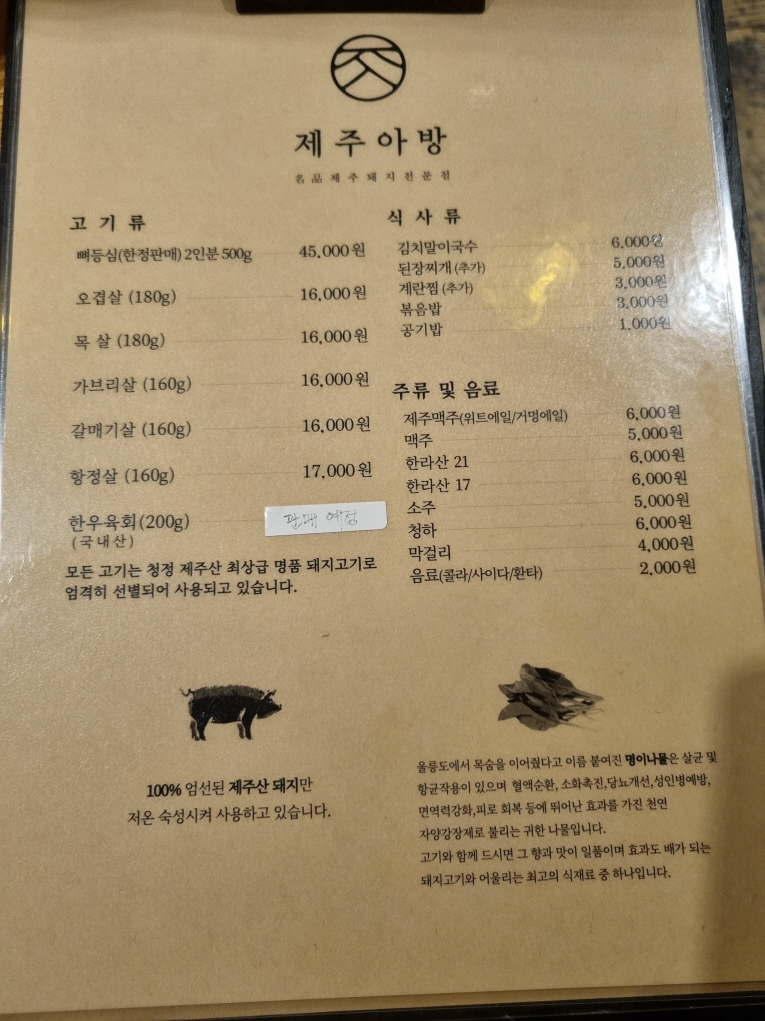 제주아방
名品제주돼지전문점
고기류
뼈등심(한정판매) 2인분 500g 45,000원
오겹살 (180g) 16,000원
목 살 (180g) 16,000원
가브리살 (160g) 16,000원
갈매기살 (160g) 16,000원
항정살 (160g) 17,000원
한우육회(200g) 판매 예정
(국내산)
모든 고기는 청정 제주산 최상급 명품 돼지고기로
엄격히 선별되어 사용되고 있습니다.
식사류
김치말이국수 6,000원
된장찌개 (추가) 5,000원
계란찜 (추가) 3,000원
볶음밥 3,000원
공기밥 1,000원
주류 및 음료
제주맥주(위트에일/거멍에일) 6,000원
맥주 5,000원
한라산 21 6,000원
한라산 17 6,000원
소주 5,000원
청하 6,000원
막걸리 4,000원
음료(콜라/사이다/환타) 2,000원
100% 엄선된 제주산 돼지만
저온 숙성시켜 사용하고 있습니다.
울릉도에서 목숨을 이어줬다고 이름 붙여진 명이나물은 살균 및
항균작용이 있으며 혈액순환, 소화촉진,당뇨개선,성인병예방,
면역력강화,피로 회복 등에 뛰어난 효과를 가진 천연
자양강장제로 불리는 귀한 나물입니다.
고기와 함께 드시면 그 향과 맛이 일품이며 효과도 배가 되는
돼지고기와 어울리는 최고의 식재료 중 하나입니다.